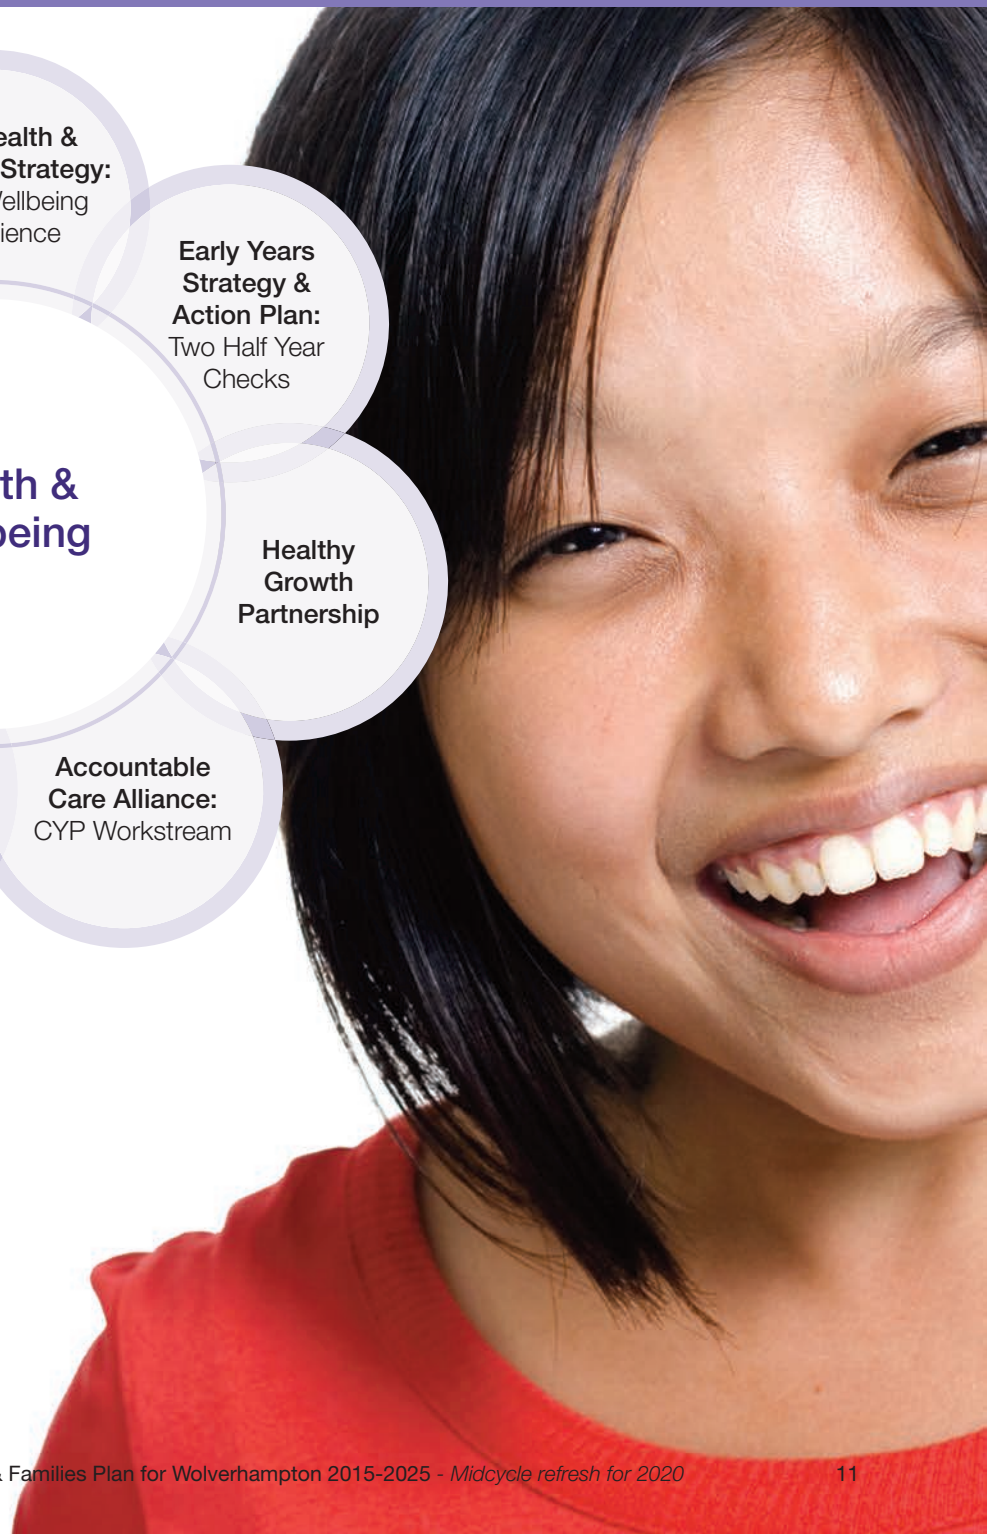 ealth &
Strategy:
ellbeing
ience
Early Years
Strategy &
Action Plan:
Two Half Year
Checks
th &
being
Healthy
Growth
Partnership
Accountable
Care Alliance:
CYP Workstream
& Families Plan for Wolverhampton 2015-2025 - Midcycle refresh for 2020 11